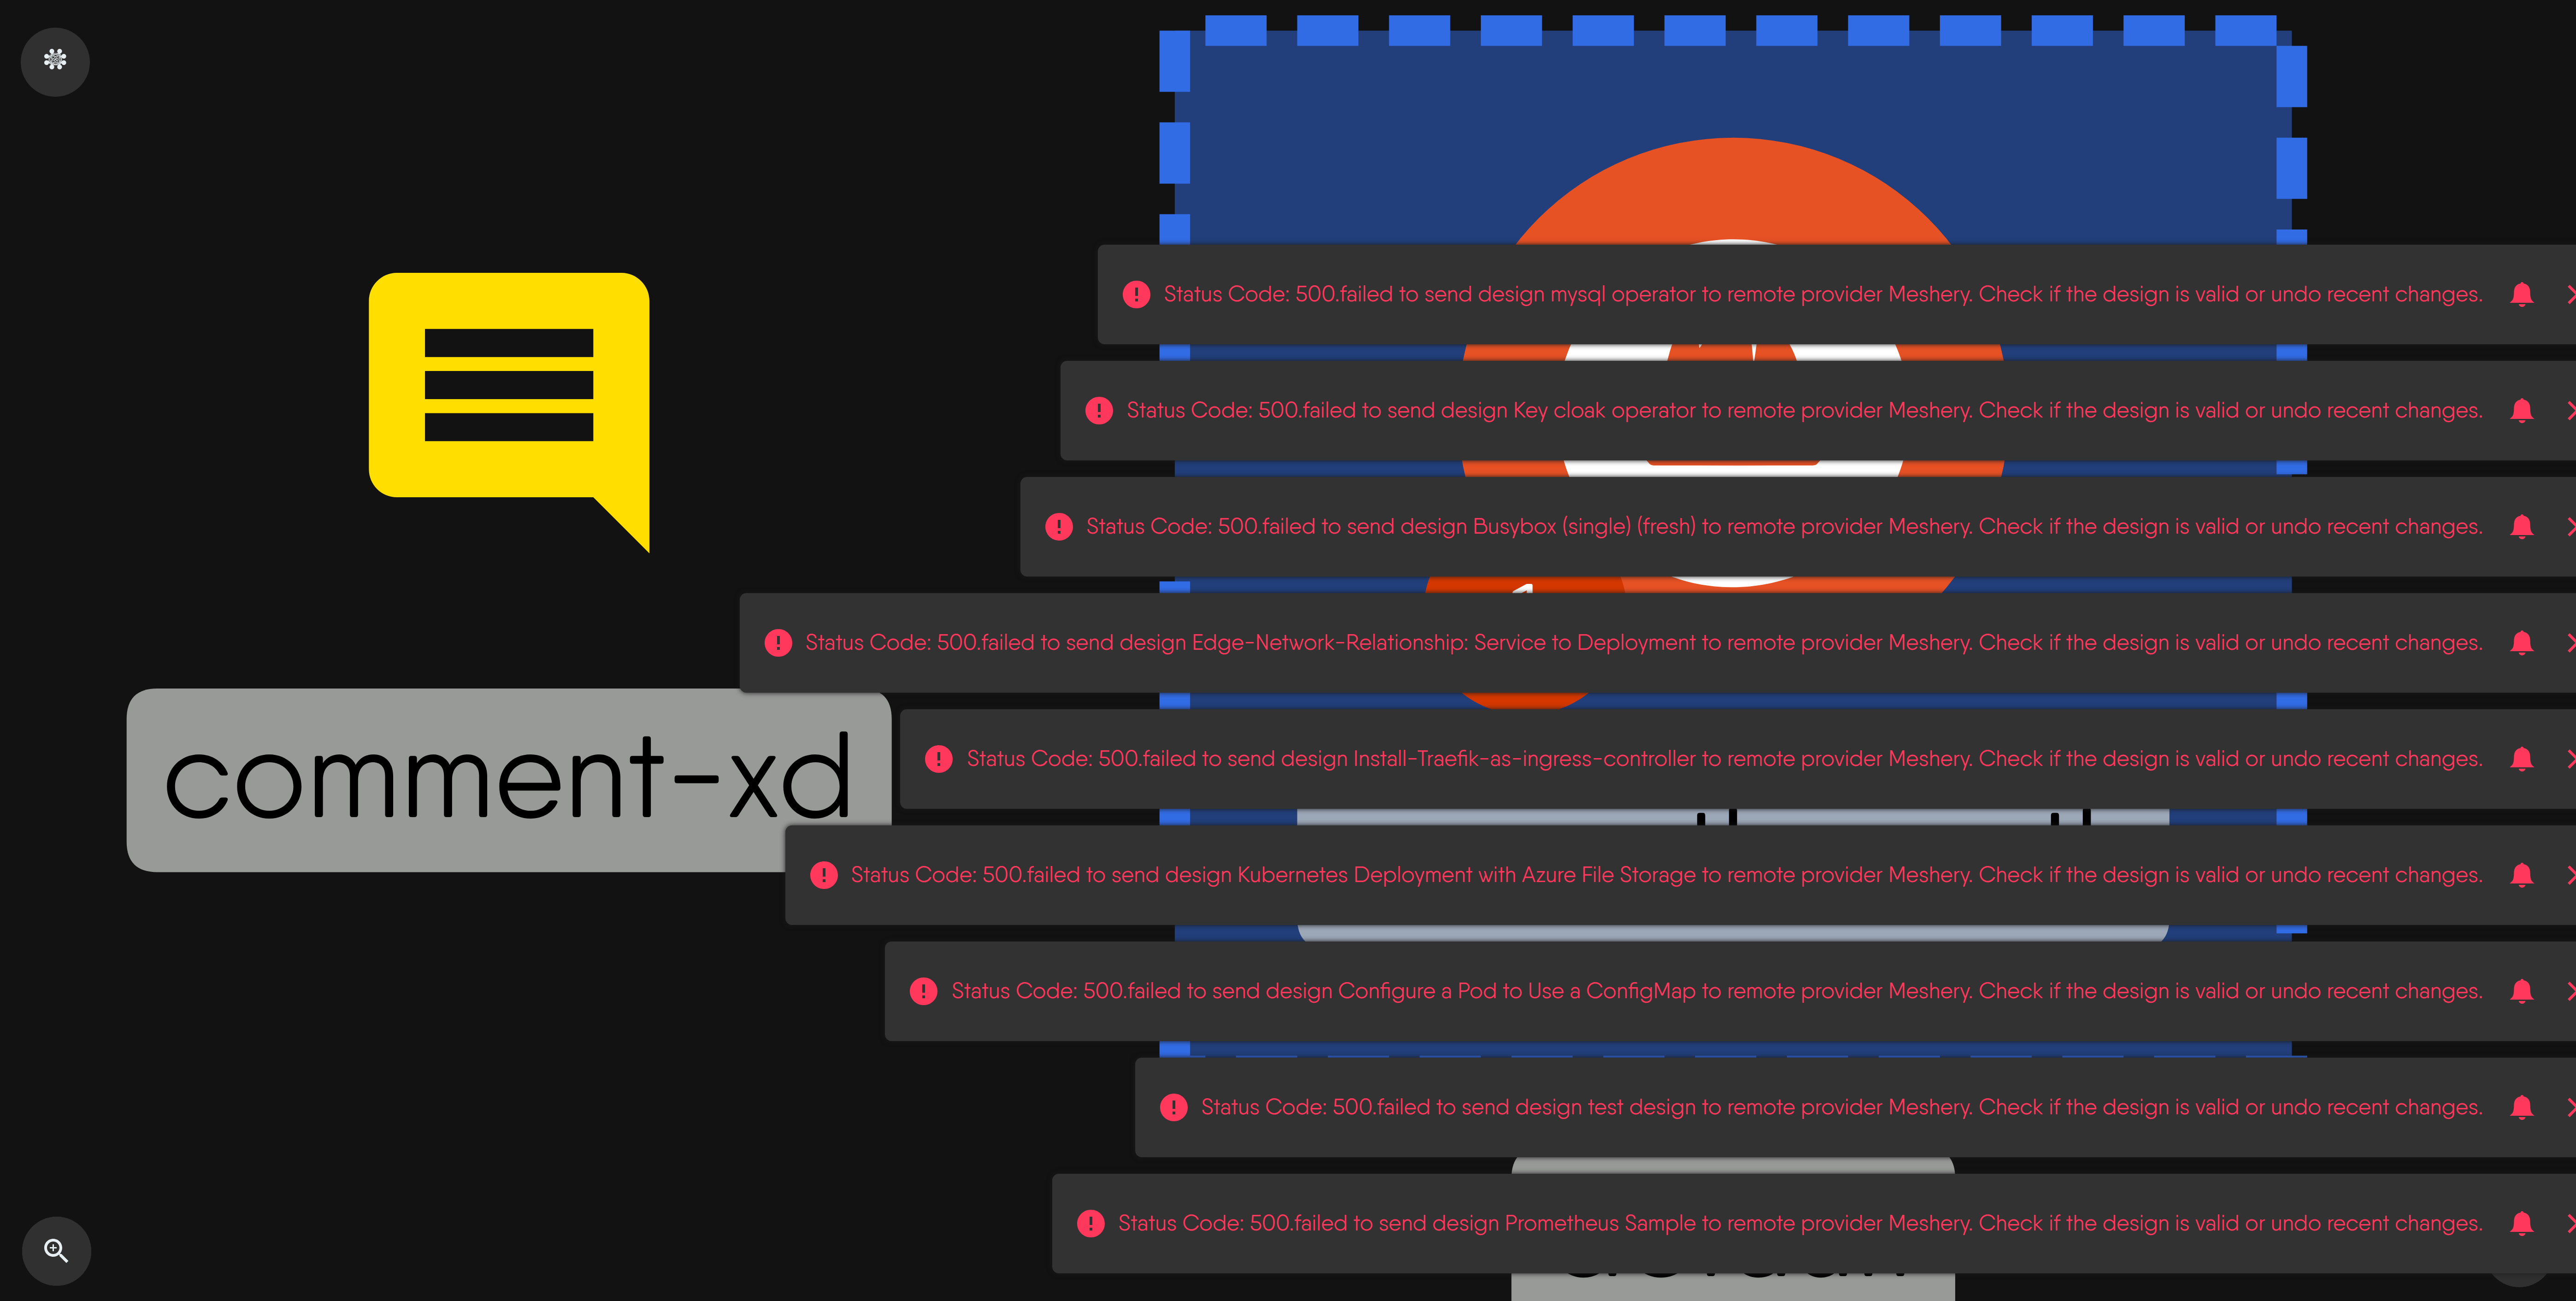 Status Code: 500.failed to send design mysql operator to remote provider Meshery. Check if the design is valid or undo recent changes.
Status Code: 500.failed to send design Key cloak operator to remote provider Meshery. Check if the design is valid or undo recent changes.
Status Code: 500.failed to send design Busybox (single) (fresh) to remote provider Meshery. Check if the design is valid or undo recent changes.
Status Code: 500.failed to send design Edge-Network-Relationship: Service to Deployment to remote provider Meshery. Check if the design is valid or undo recent changes.
comment-xd
Status Code: 500.failed to send design Install-Traefik-as-ingress-controller to remote provider Meshery. Check if the design is valid or undo recent changes.
Status Code: 500.failed to send design Kubernetes Deployment with Azure File Storage to remote provider Meshery. Check if the design is valid or undo recent changes.
Status Code: 500.failed to send design Configure a Pod to Use a ConfigMap to remote provider Meshery. Check if the design is valid or undo recent changes.
Status Code: 500.failed to send design test design to remote provider Meshery. Check if the design is valid or undo recent changes.
Status Code: 500.failed to send design Prometheus Sample to remote provider Meshery. Check if the design is valid or undo recent changes.